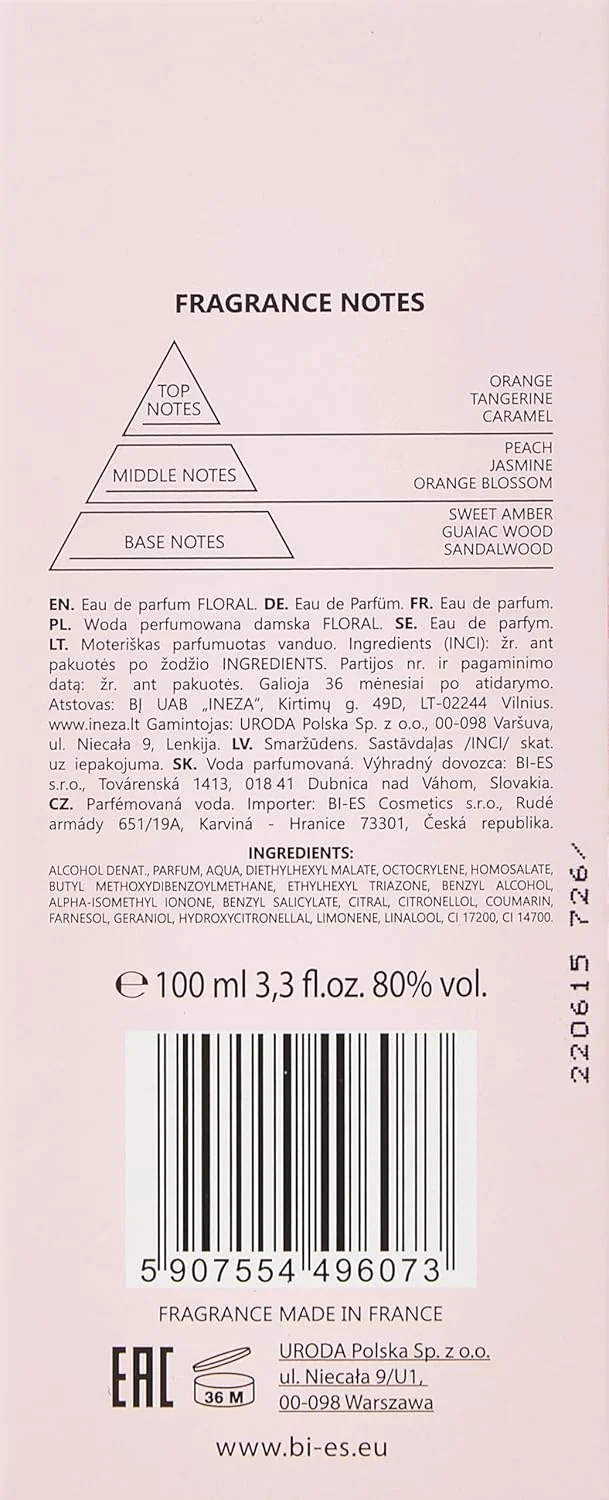 FRAGRANCE NOTES
TOP
NOTES
ORANGE
TANGERINE
CARAMEL
MIDDLE NOTES
PEACH
JASMINE
ORANGE BLOSSOM
BASE NOTES
SWEET AMBER
GUAIAC WOOD
SANDALWOOD
EN. Eau de parfum FLORAL. DE. Eau de Parfüm. FR. Eau de parfum.
PL. Woda perfumowana damska FLORAL. SE. Eau de parfym.
LT. Moteriškas parfumuotas vanduo. Ingredients (INCI): žr. ant
pakuotės po žodžio INGREDIENTS. Partijos nr. ir pagaminimo
datą: žr. ant pakuotės. Galioja 36 mėnesiai po atidarymo.
Atstovas: BĮ UAB „INEZA”, Kirtimų g. 49D, LT-02244 Vilnius.
www.ineza.lt Gamintojas: URODA Polska Sp. z o.o., 00-098 Varšuva,
ul. Niecała 9, Lenkija. LV. Smaržūdens. Sastāvdaļas /INCI/ skat.
uz iepakojuma. SK. Voda parfumovaná. Výhradný dovozca: BI-ES
s.r.o., Továrenská 1413, 018 41 Dubnica nad Váhom, Slovakia.
CZ. Parfémovaná voda. Importer: BI-ES Cosmetics s.r.o., Rudé
armády 651/19A, Karviná - Hranice 73301, Česká republika.
INGREDIENTS:
ALCOHOL DENAT., PARFUM, AQUA, DIETHYLHEXYL MALATE, OCTOCRYLENE, HOMOSALATE,
BUTYL METHOXYDIBENZOYLMETHANE, ETHYLHEXYL TRIAZONE, BENZYL ALCOHOL,
ALPHA-ISOMETHYL IONONE, BENZYL SALICYLATE, CITRAL, CITRONELLOL, COUMARIN,
FARNESOL, GERANIOL, HYDROXYCITRONELLAL, LIMONENE, LINALOOL, CI 17200, CI 14700.
220615 726/
℮ 100 ml 3,3 fl.oz. 80% vol.
5 907554 496073
FRAGRANCE MADE IN FRANCE
EAC
36 M
URODA Polska Sp. z o.o.
ul. Niecała 9/U1,
00-098 Warszawa
www.bi-es.eu